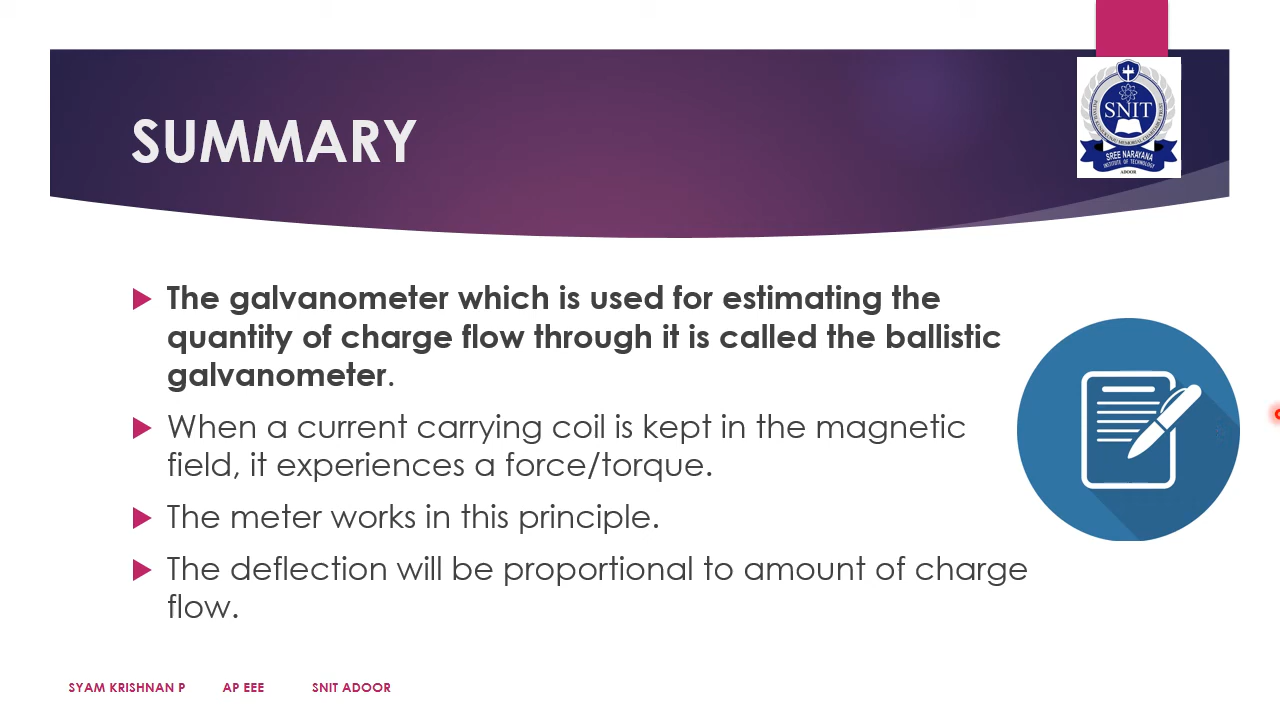 SUMMARY
SNIT
SREE NARAYANA
INSTITUTE OF TECHNOLOGY
ADOOR
The galvanometer which is used for estimating the
quantity of charge flow through it is called the ballistic
galvanometer.
When a current carrying coil is kept in the magnetic
field, it experiences a force/torque.
The meter works in this principle.
The deflection will be proportional to amount of charge
flow.
SYAM KRISHNAN P AP EEE SNIT ADOOR